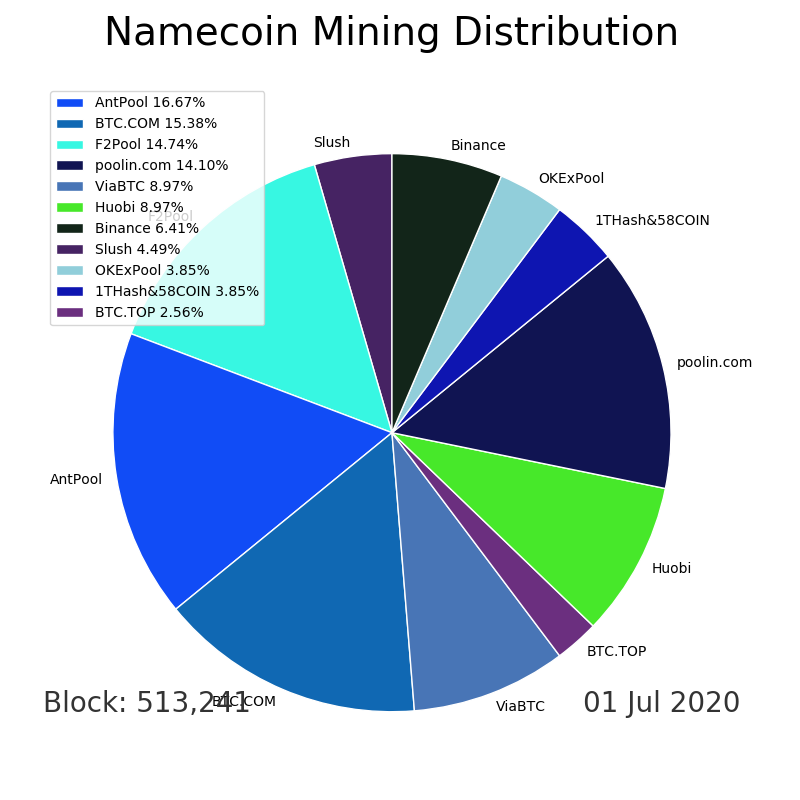 Namecoin Mining Distribution
AntPool 16.67%
BTC.COM 15.38%
F2Pool 14.74%
poolin.com 14.10%
ViaBTC 8.97%
Huobi 8.97%
Binance 6.41%
Slush 4.49%
OKExPool 3.85%
1THash&58COIN 3.85%
BTC.TOP 2.56%
Slush
Binance
OKExPool
1THash&58COIN
F2Pool
poolin.com
AntPool
Huobi
BTC.TOP
BTC.COM
ViaBTC
Block: 513,241
01 Jul 2020